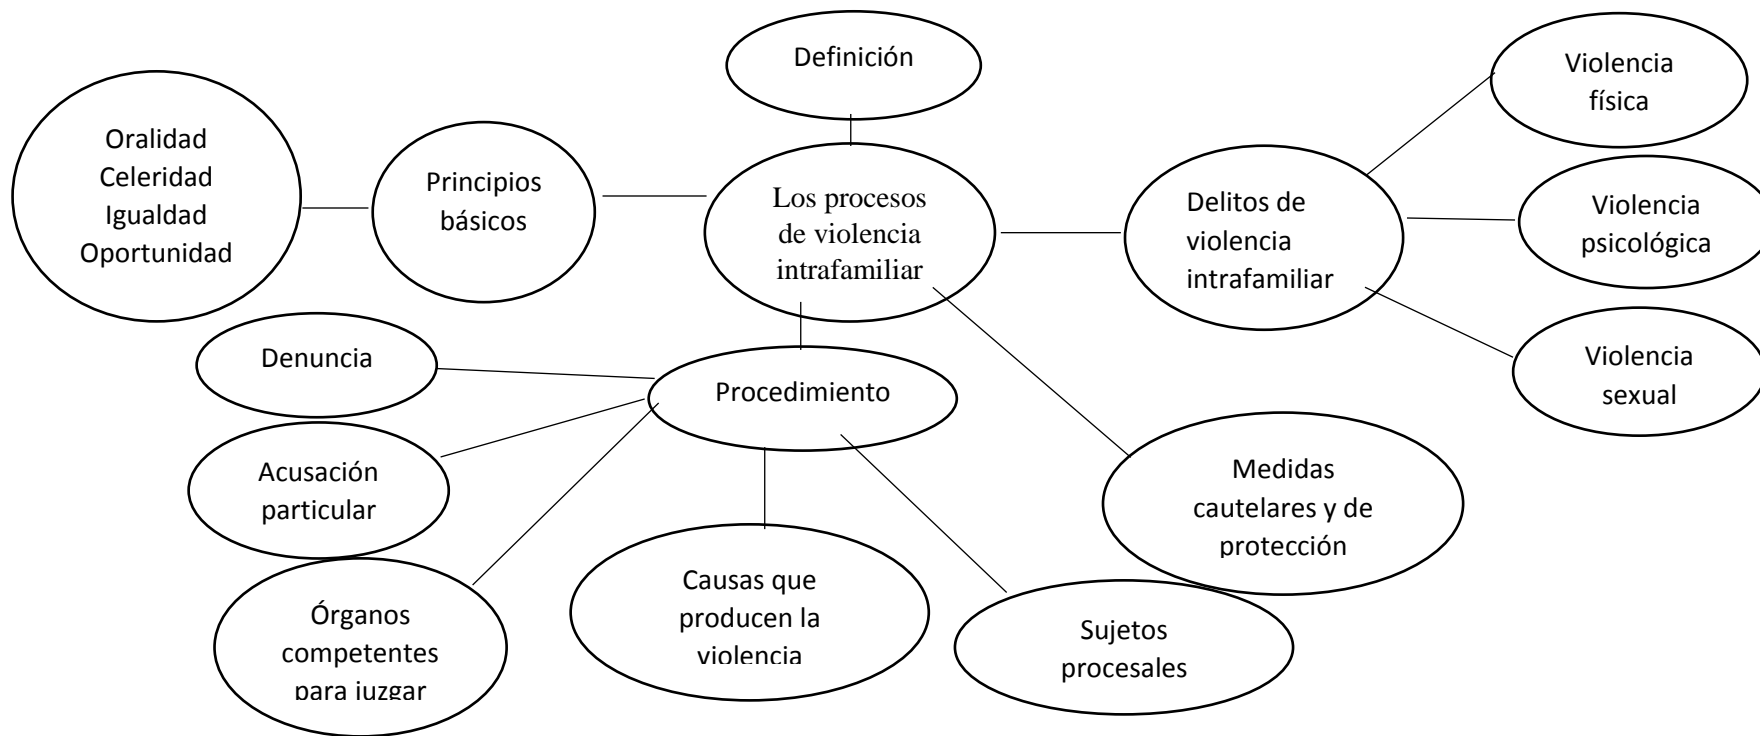 Definición
Violencia
física
Oralidad
Celeridad
Igualdad
Oportunidad
Principios
básicos
Los procesos
de violencia
intrafamiliar
Delitos de
violencia
intrafamiliar
Violencia
psicológica
Denuncia
Procedimiento
Violencia
sexual
Acusación
particular
Medidas
cautelares y de
protección
Órganos
competentes
para juzgar
Causas que
producen la
violencia
Sujetos
procesales